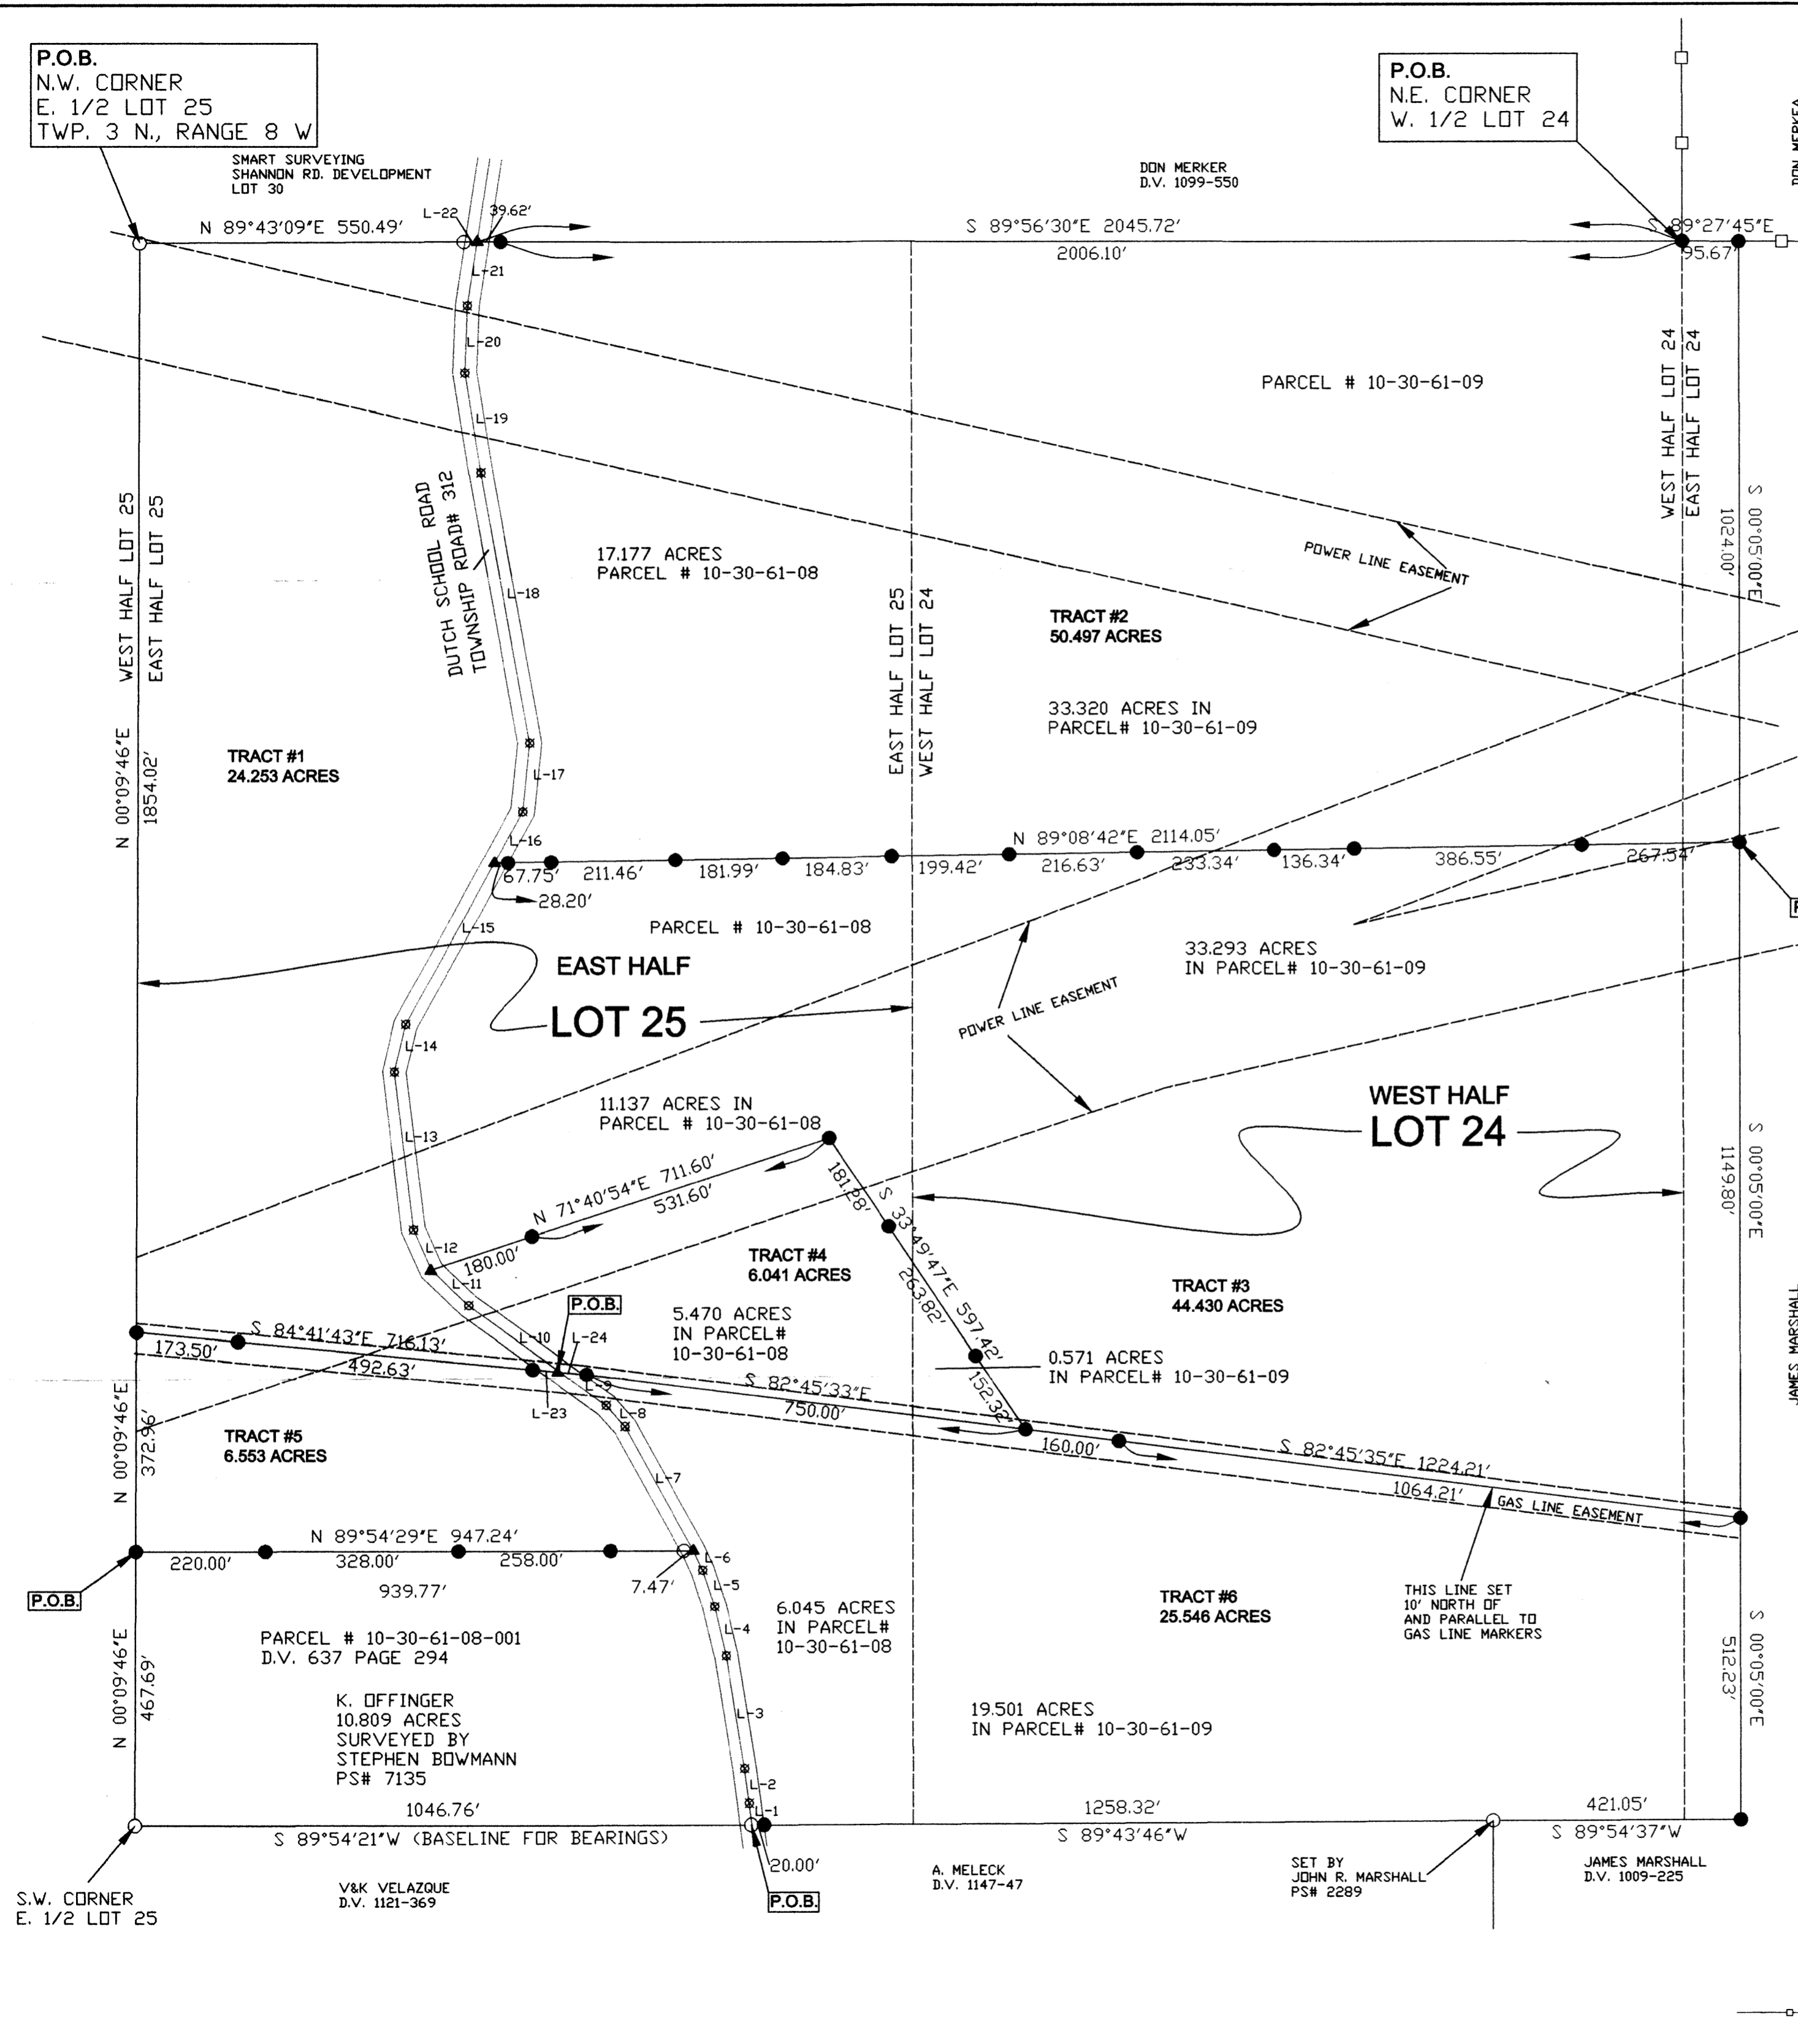 P.O.B.
N.W. CORNER
E. 1/2 LOT 25
TWP. 3 N., RANGE 8 W
P.O.B.
N.E. CORNER
W. 1/2 LOT 24
SMART SURVEYING
SHANNON RD. DEVELOPMENT
LOT 30
DON MERKER
D.V. 1099-550
L-22
39.62'
N 89°43'09"E 550.49'
S 89°56'30"E 2045.72'
2006.10'
S 89°27'45"E
95.67'
L-21
L-20
L-19
L-18
L-17
L-16
L-15
L-14
L-13
L-12
L-11
L-10
L-24
L-9
L-23
L-8
L-7
L-6
L-5
L-4
L-3
L-2
L-1
PARCEL # 10-30-61-09
WEST HALF LOT 24
EAST HALF LOT 24
S 00°05'00"E
1024.00'
WEST HALF LOT 25
EAST HALF LOT 25
DUTCH SCHOOL ROAD
TOWNSHIP ROAD# 312
17.177 ACRES
PARCEL # 10-30-61-08
POWER LINE EASEMENT
EAST HALF LOT 25
WEST HALF LOT 24
TRACT #2
50.497 ACRES
33.320 ACRES IN
PARCEL# 10-30-61-09
N 00°09'46"E
1854.02'
TRACT #1
24.253 ACRES
N 89°08'42"E 2114.05'
67.75'
211.46'
181.99'
184.83'
199.42'
216.63'
233.34'
136.34'
386.55'
267.54'
28.20'
PARCEL # 10-30-61-08
EAST HALF
LOT 25
33.293 ACRES
IN PARCEL# 10-30-61-09
POWER LINE EASEMENT
WEST HALF
LOT 24
11.137 ACRES IN
PARCEL # 10-30-61-08
N 71°40'54"E 711.60'
531.60'
180.00'
181.28'
S 33°49'47"E 597.42'
263.82'
152.32'
S 00°05'00"E
1149.80'
TRACT #4
6.041 ACRES
TRACT #3
44.430 ACRES
P.O.B.
5.470 ACRES
IN PARCEL#
10-30-61-08
0.571 ACRES
IN PARCEL# 10-30-61-09
S 84°41'43"E 716.13'
173.50'
492.63'
S 82°45'33"E
750.00'
160.00'
S 82°45'35"E 1224.21'
1064.21'
GAS LINE EASEMENT
JAMES MARSHALL
N 00°09'46"E
372.96'
TRACT #5
6.553 ACRES
N 89°54'29"E 947.24'
220.00'
328.00'
258.00'
7.47'
939.77'
P.O.B.
TRACT #6
25.546 ACRES
THIS LINE SET
10' NORTH OF
AND PARALLEL TO
GAS LINE MARKERS
6.045 ACRES
IN PARCEL#
10-30-61-08
N 00°09'46"E
467.69'
PARCEL # 10-30-61-08-001
D.V. 637 PAGE 294
K. OFFINGER
10.809 ACRES
SURVEYED BY
STEPHEN BOWMANN
PS# 7135
19.501 ACRES
IN PARCEL# 10-30-61-09
S 00°05'00"E
512.23'
1046.76'
S 89°54'21"W (BASELINE FOR BEARINGS)
1258.32'
S 89°43'46"W
421.05'
S 89°54'37"W
20.00'
P.O.B.
S.W. CORNER
E. 1/2 LOT 25
V&K VELAZQUE
D.V. 1121-369
A. MELECK
D.V. 1147-47
SET BY
JOHN R. MARSHALL
PS# 2289
JAMES MARSHALL
D.V. 1009-225